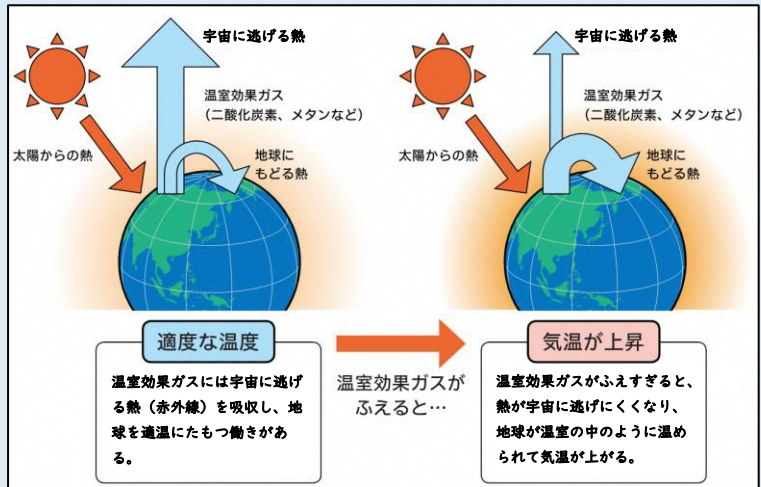 宇宙に逃げる熱
温室効果ガス
（二酸化炭素、メタンなど）
太陽からの熱
地球に
もどる熱
適度な温度
温室効果ガスには宇宙に逃げ
る熱（赤外線）を吸収し、地
球を適温にたもつ働きがあ
る。
温室効果ガスが
ふえると…
宇宙に逃げる熱
温室効果ガス
（二酸化炭素、メタンなど）
太陽からの熱
地球に
もどる熱
気温が上昇
温室効果ガスがふえすぎると、
熱が宇宙に逃げにくくなり、
地球が温室の中のように温め
られて気温が上がる。